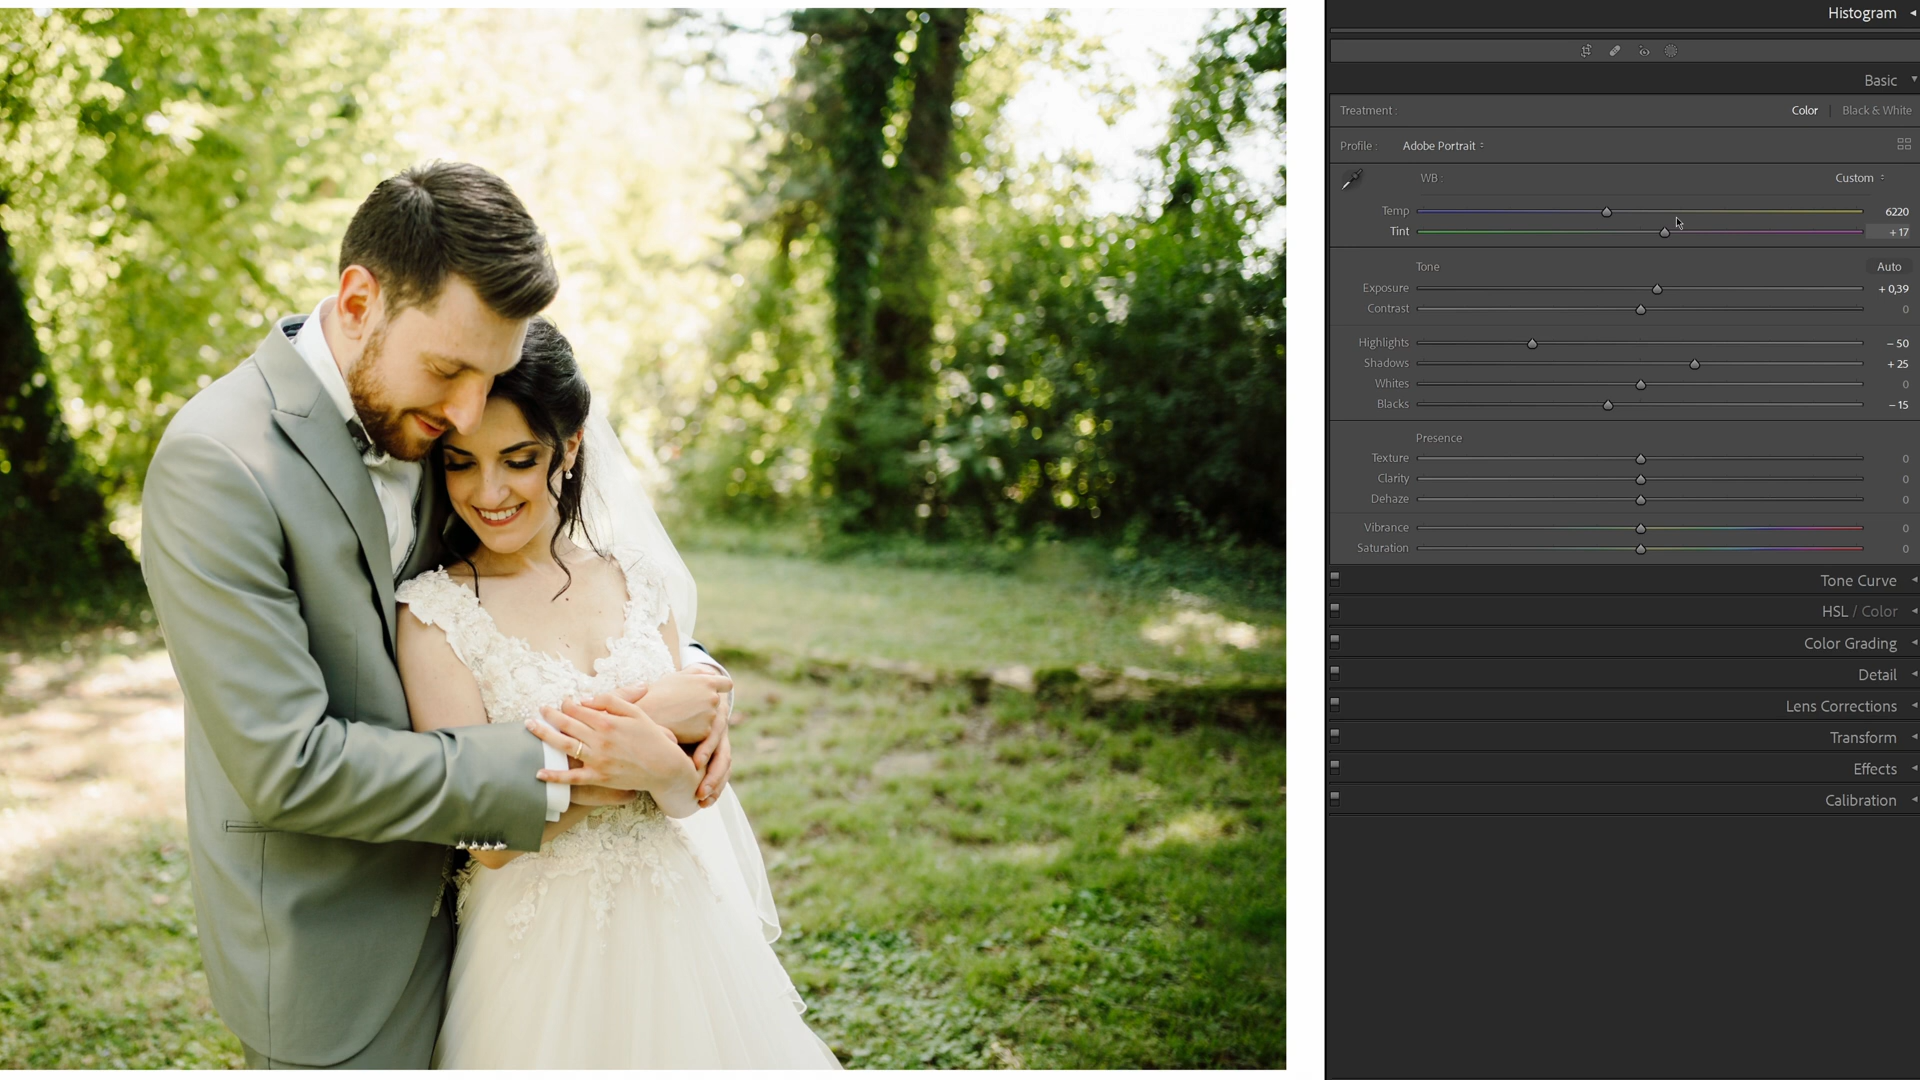 Histogram
Basic
Treatment : Color | Black & White
Profile : Adobe Portrait
WB : Custom
Temp 6220
Tint + 17
Tone Auto
Exposure + 0,39
Contrast 0
Highlights – 50
Shadows + 25
Whites 0
Blacks – 15
Presence
Texture 0
Clarity 0
Dehaze 0
Vibrance 0
Saturation 0
Tone Curve
HSL / Color
Color Grading
Detail
Lens Corrections
Transform
Effects
Calibration